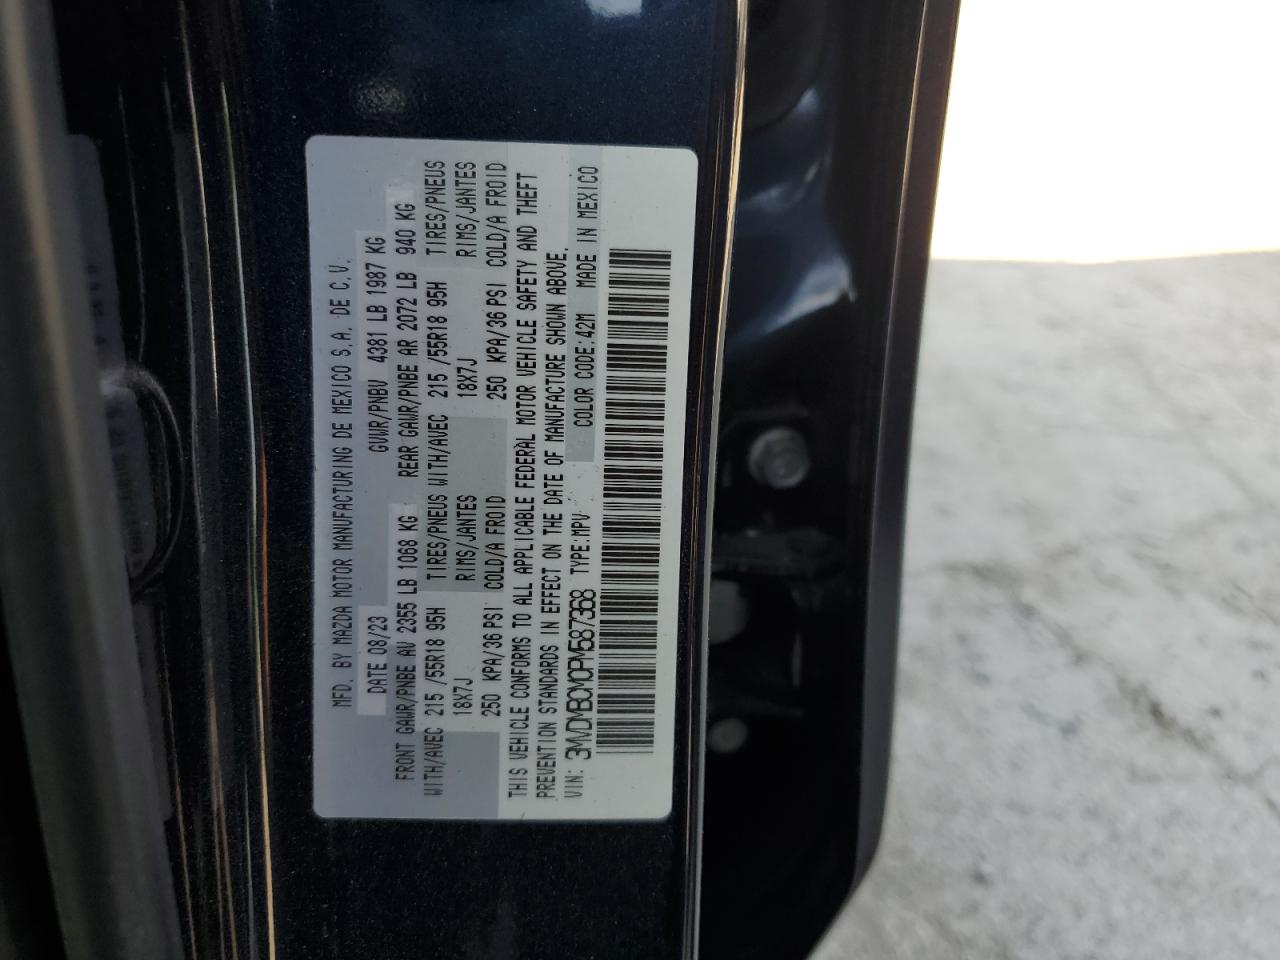 MFD. BY MAZDA MOTOR MANUFACTURING DE MEXICO S.A. DE C.V.
DATE 08/23 GVWR/PNBV 4381 LB 1987 KG
FRONT GAWR/PNBE AV 2355 LB 1068 KG REAR GAWR/PNBE AR 2072 LB 940 KG
WITH/AVEC 215 /55R18 95H TIRES/PNEUS WITH/AVEC 215 /55R18 95H TIRES/PNEUS
18X7J RIMS/JANTES 18X7J RIMS/JANTES
250 KPA/36 PSI COLD/A FROID 250 KPA/36 PSI COLD/A FROID
THIS VEHICLE CONFORMS TO ALL APPLICABLE FEDERAL MOTOR VEHICLE SAFETY AND THEFT
PREVENTION STANDARDS IN EFFECT ON THE DATE OF MANUFACTURE SHOWN ABOVE.
VIN: 3MVDMBCM0PM587368 TYPE:MPV COLOR CODE:42M MADE IN MEXICO